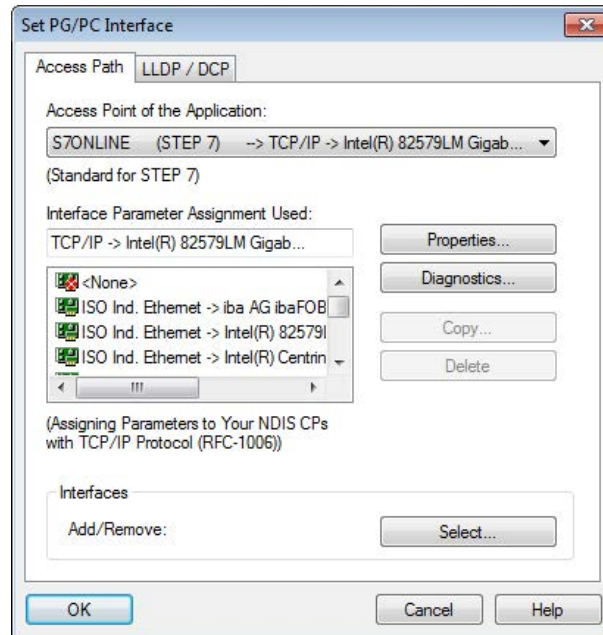 Set PG/PC Interface
Access Path
LLDP / DCP
Access Point of the Application:
S7ONLINE (STEP 7) --> TCP/IP -> Intel(R) 82579LM Gigab...
(Standard for STEP 7)
Interface Parameter Assignment Used:
TCP/IP -> Intel(R) 82579LM Gigab...
Properties...
Diagnostics...
<None>
ISO Ind. Ethernet -> iba AG ibaFOB
ISO Ind. Ethernet -> Intel(R) 82579
ISO Ind. Ethernet -> Intel(R) Centrin
Copy...
Delete
(Assigning Parameters to Your NDIS CPs
with TCP/IP Protocol (RFC-1006))
Interfaces
Add/Remove:
Select...
OK
Cancel
Help